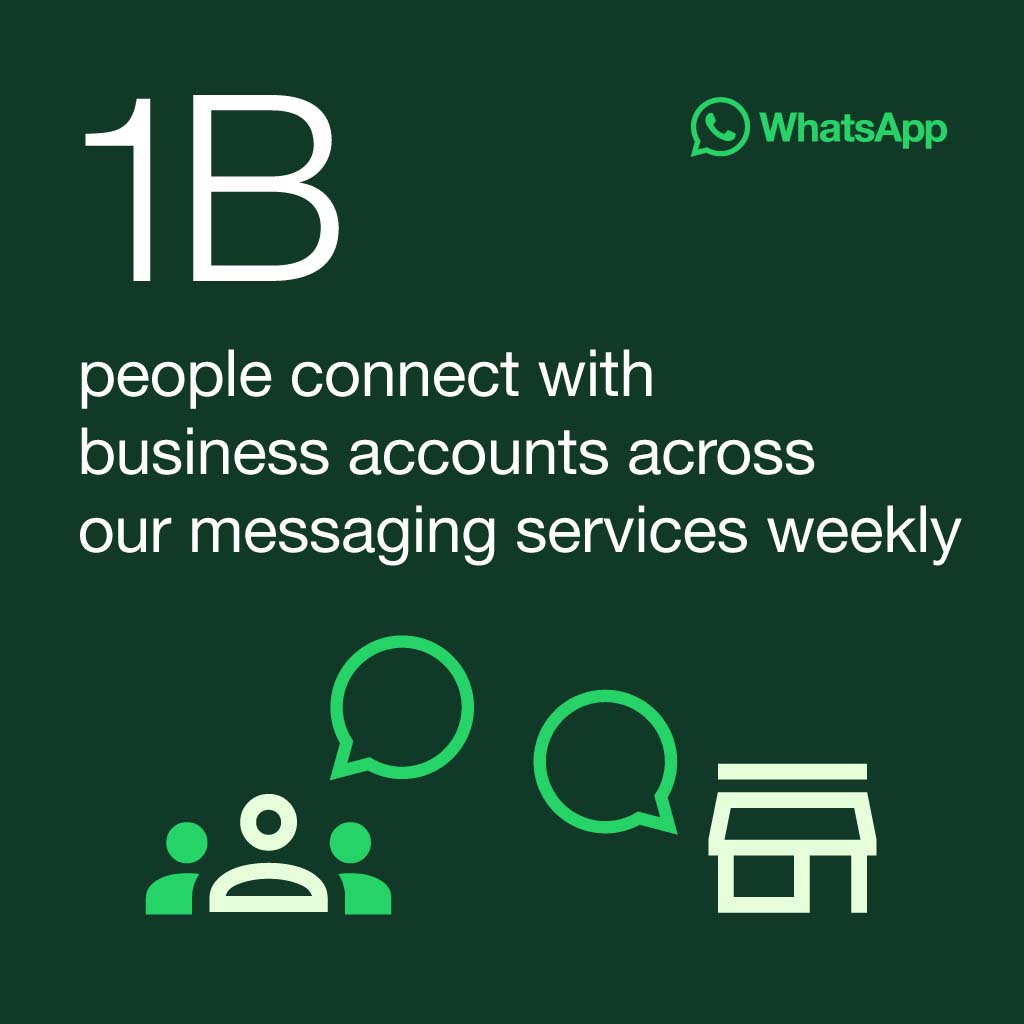 1B
WhatsApp
people connect with
business accounts across
our messaging services weekly